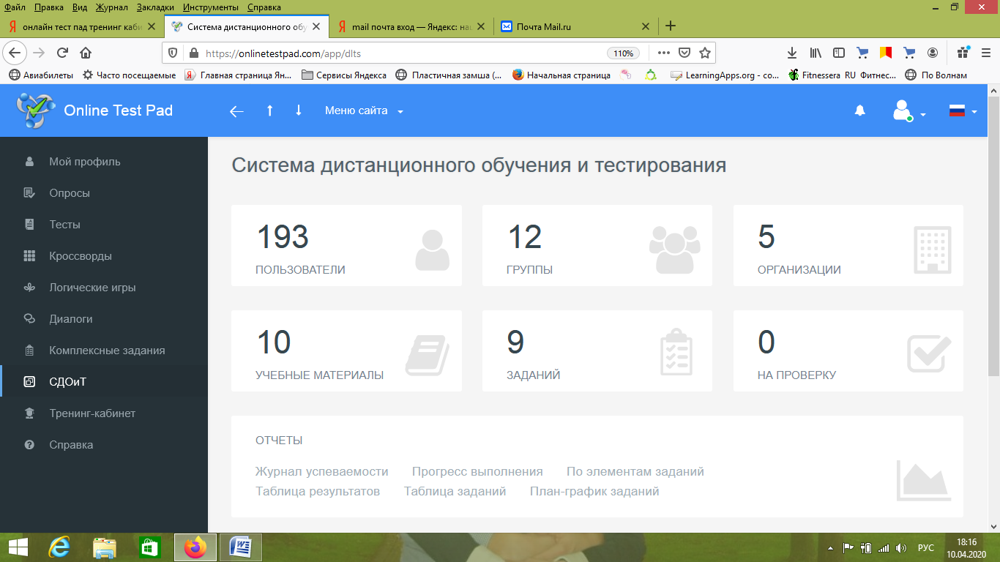 Файл Правка Вид Журнал Закладки Инструменты Справка
онлайн тест пад тренинг каби
Система дистанционного обу
mail почта вход — Яндекс: на
Почта Mail.ru
https://onlinetestpad.com/app/dlts
110%
Авиабилеты
Часто посещаемые
Главная страница Ян...
Сервисы Яндекса
Пластичная замша (...
Начальная страница
LearningApps.org - со...
Fitnessera RU Фитнес...
По Волнам
Online Test Pad
Меню сайта
Мой профиль
Опросы
Тесты
Кроссворды
Логические игры
Диалоги
Комплексные задания
СДОиТ
Тренинг-кабинет
Справка
Система дистанционного обучения и тестирования
193
ПОЛЬЗОВАТЕЛИ
12
ГРУППЫ
5
ОРГАНИЗАЦИИ
10
УЧЕБНЫЕ МАТЕРИАЛЫ
9
ЗАДАНИЙ
0
НА ПРОВЕРКУ
ОТЧЕТЫ
Журнал успеваемости Прогресс выполнения По элементам заданий
Таблица результатов Таблица заданий План-график заданий
РУС
18:16
10.04.2020